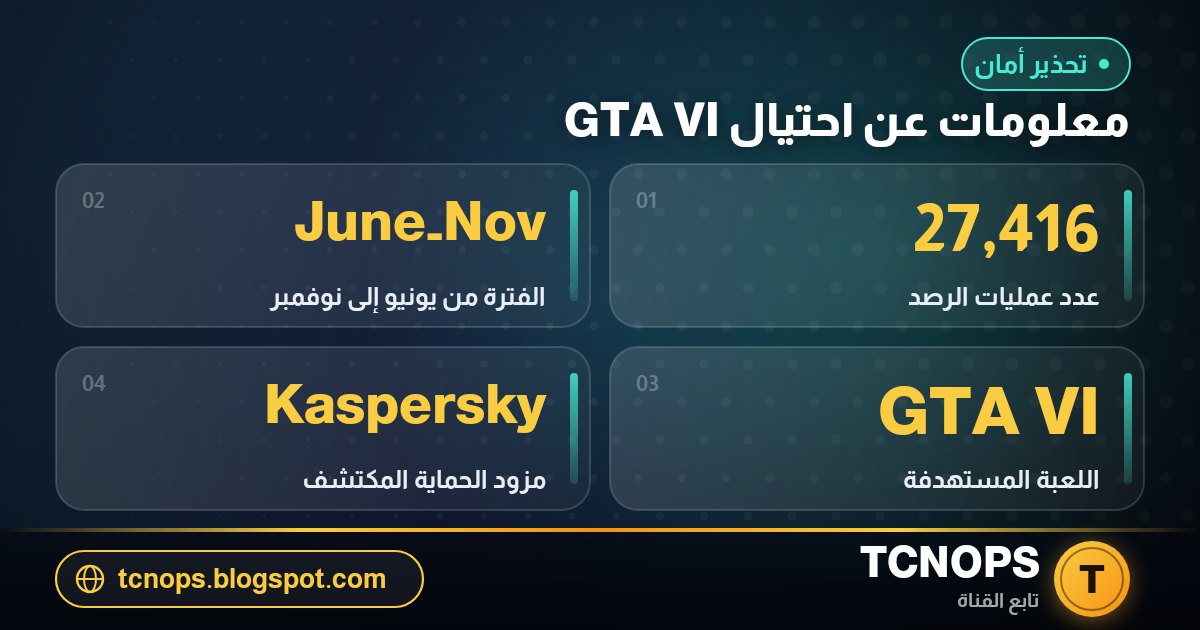 تحذير أمان
معلومات عن احتيال GTA VI
01
27,416
عدد عمليات الرصد
02
June-Nov
الفترة من يونيو إلى نوفمبر
03
GTA VI
اللعبة المستهدفة
04
Kaspersky
مزود الحماية المكتشف
T
TCNOPS
تابع القناة
tcnops.blogspot.com